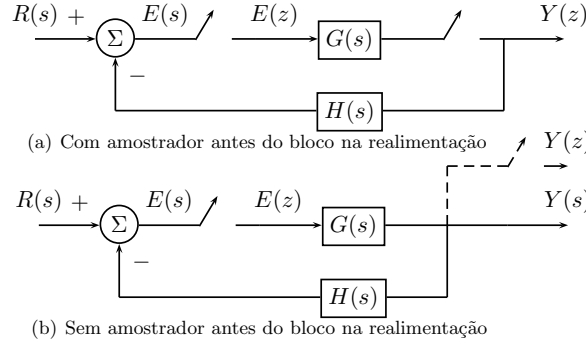 R(s) + E(s) E(z) G(s) Y(z)
Σ
−
H(s)
(a) Com amostrador antes do bloco na realimentação
Y(z)
R(s) + E(s) E(z) G(s) Y(s)
Σ
−
H(s)
(b) Sem amostrador antes do bloco na realimentação